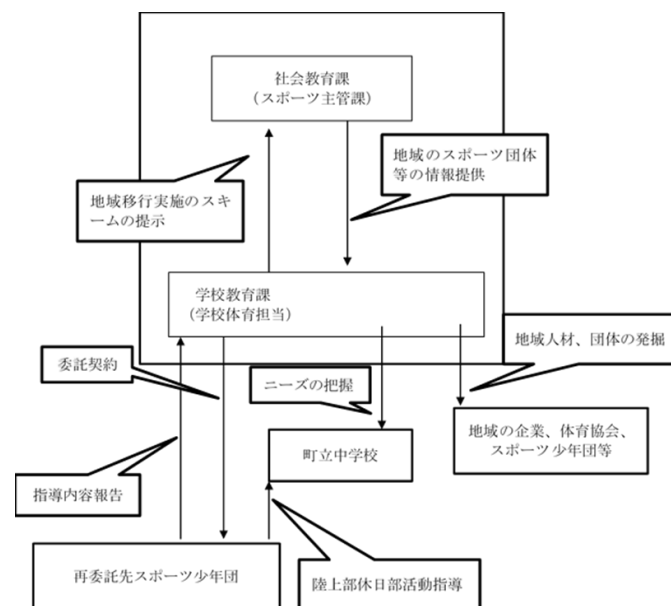 社会教育課
（スポーツ主管課）
地域のスポーツ団体
等の情報提供
地域移行実施のスキ
ームの提示
学校教育課
（学校体育担当）
地域人材、団体の発掘
委託契約
ニーズの把握
地域の企業、体育協会、
スポーツ少年団等
町立中学校
指導内容報告
再委託先スポーツ少年団
陸上部休日部活動指導